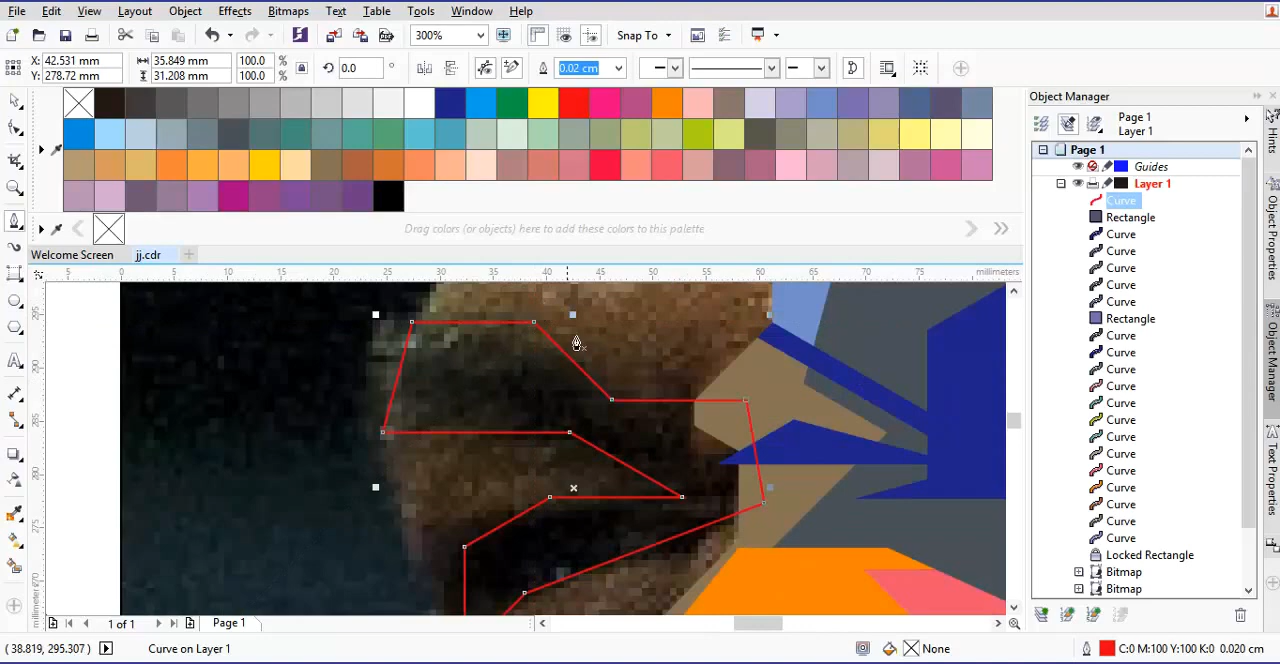 File Edit View Layout Object Effects Bitmaps Text Table Tools Window Help
300% Snap To
X: 42.531 mm 35.849 mm 100.0 %
Y: 278.72 mm 31.208 mm 100.0 % 0.0 ° 0.02 cm
Object Manager
Page 1
Layer 1
Page 1
Guides
Layer 1
Curve
Rectangle
Curve
Curve
Curve
Curve
Curve
Rectangle
Curve
Curve
Curve
Curve
Curve
Curve
Curve
Curve
Curve
Curve
Curve
Curve
Curve
Locked Rectangle
Bitmap
Bitmap
Hints
Object Properties
Object Manager
Text Properties
Drag colors (or objects) here to add these colors to this palette
Welcome Screen jj.cdr
5 0 5 10 15 20 25 30 35 40 45 50 55 60 65 70 75 millimeters
295
290
285
280
275
270
millimeters
1 of 1 Page 1
( 38.819, 295.307 ) Curve on Layer 1 None C:0 M:100 Y:100 K:0 0.020 cm